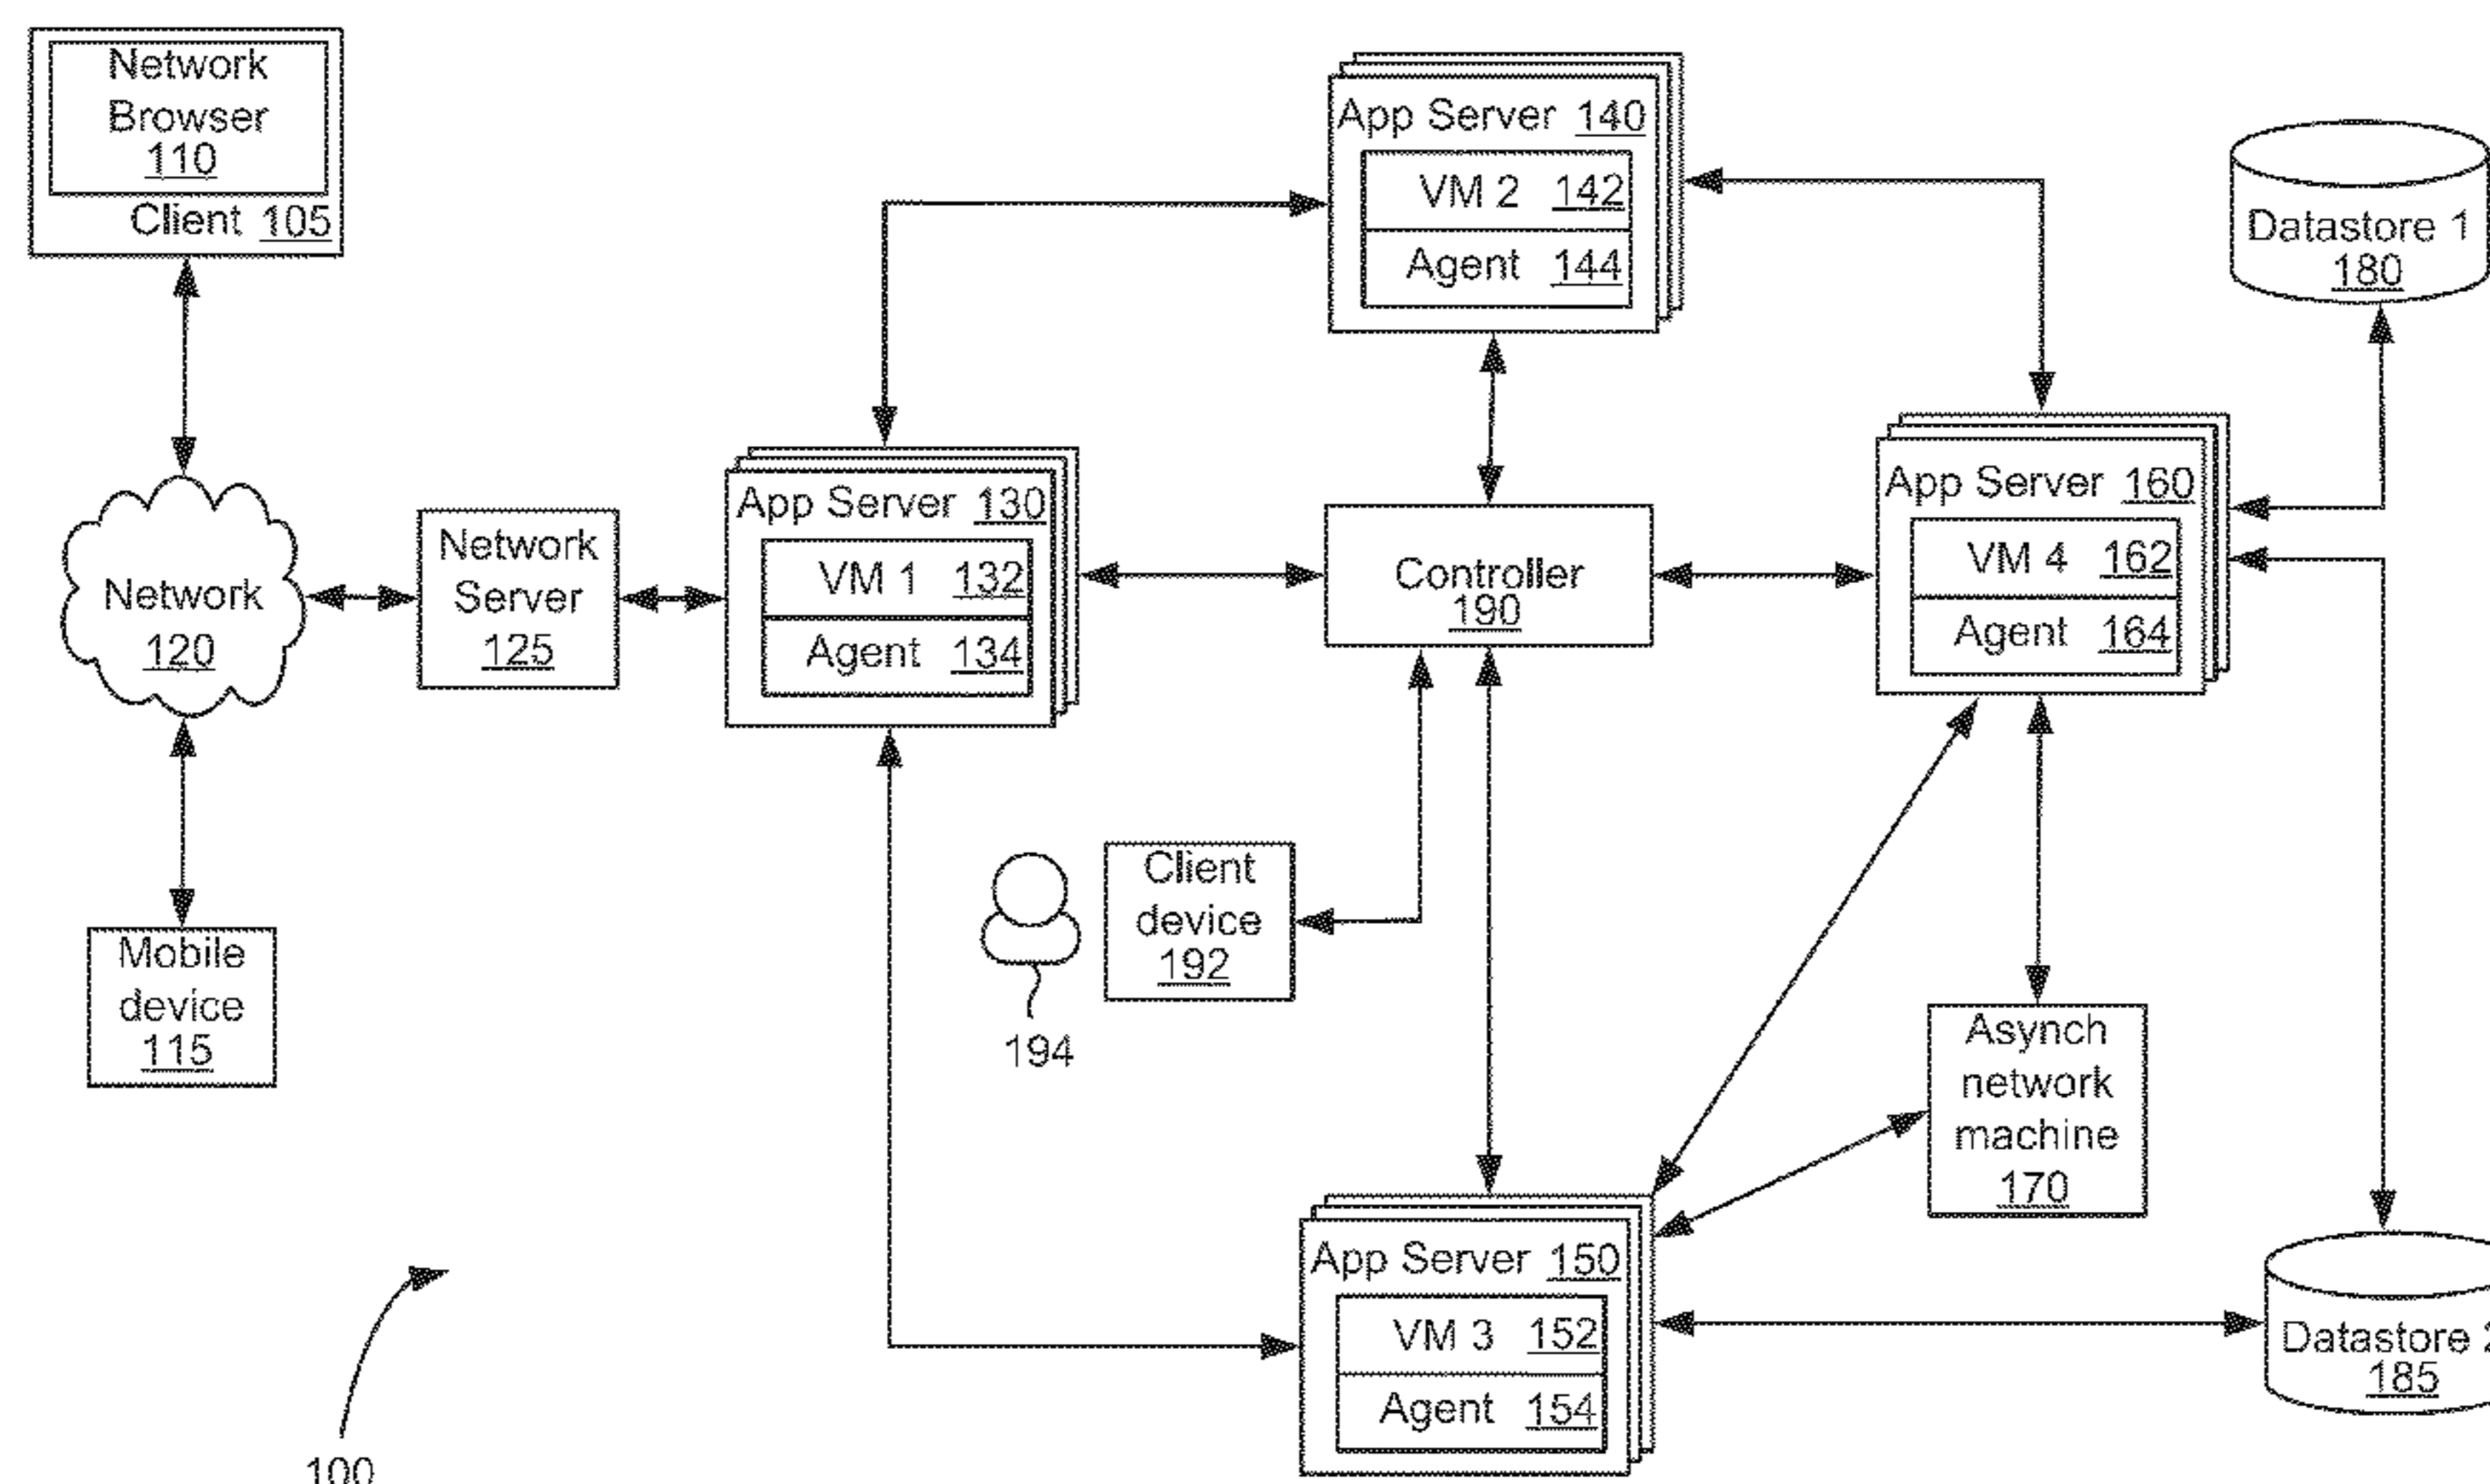 Network
Browser
110
Client 105
Network
120
Mobile
device
115
Network
Server
125
App Server 130
VM 1 132
Agent 134
App Server 140
VM 2 142
Agent 144
Controller
190
Client
device
192
194
App Server 150
VM 3 152
Agent 154
App Server 160
VM 4 162
Agent 164
Asynch
network
machine
170
Datastore 1
180
Datastore 2
185
100